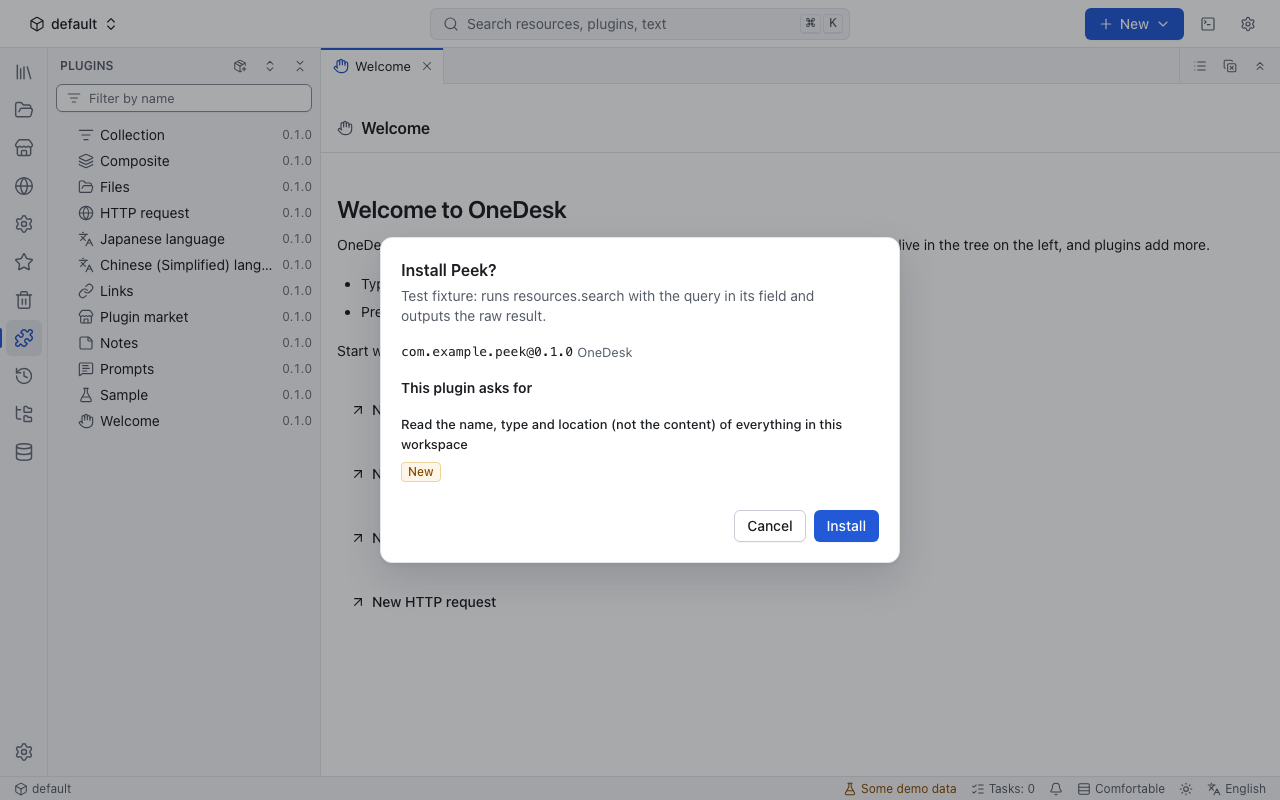 default
Search resources, plugins, text
⌘ K
New
PLUGINS
Welcome
Filter by name
Collection 0.1.0
Composite 0.1.0
Files 0.1.0
HTTP request 0.1.0
Japanese language 0.1.0
Chinese (Simplified) lang... 0.1.0
Links 0.1.0
Plugin market 0.1.0
Notes 0.1.0
Prompts 0.1.0
Sample 0.1.0
Welcome 0.1.0
Welcome
Welcome to OneDesk
live in the tree on the left, and plugins add more.
Start
New HTTP request
Install Peek?
Test fixture: runs resources.search with the query in its field and
outputs the raw result.
com.example.peek@0.1.0 OneDesk
This plugin asks for
Read the name, type and location (not the content) of everything in this
workspace
New
Cancel Install
default
Some demo data
Tasks: 0
Comfortable
English